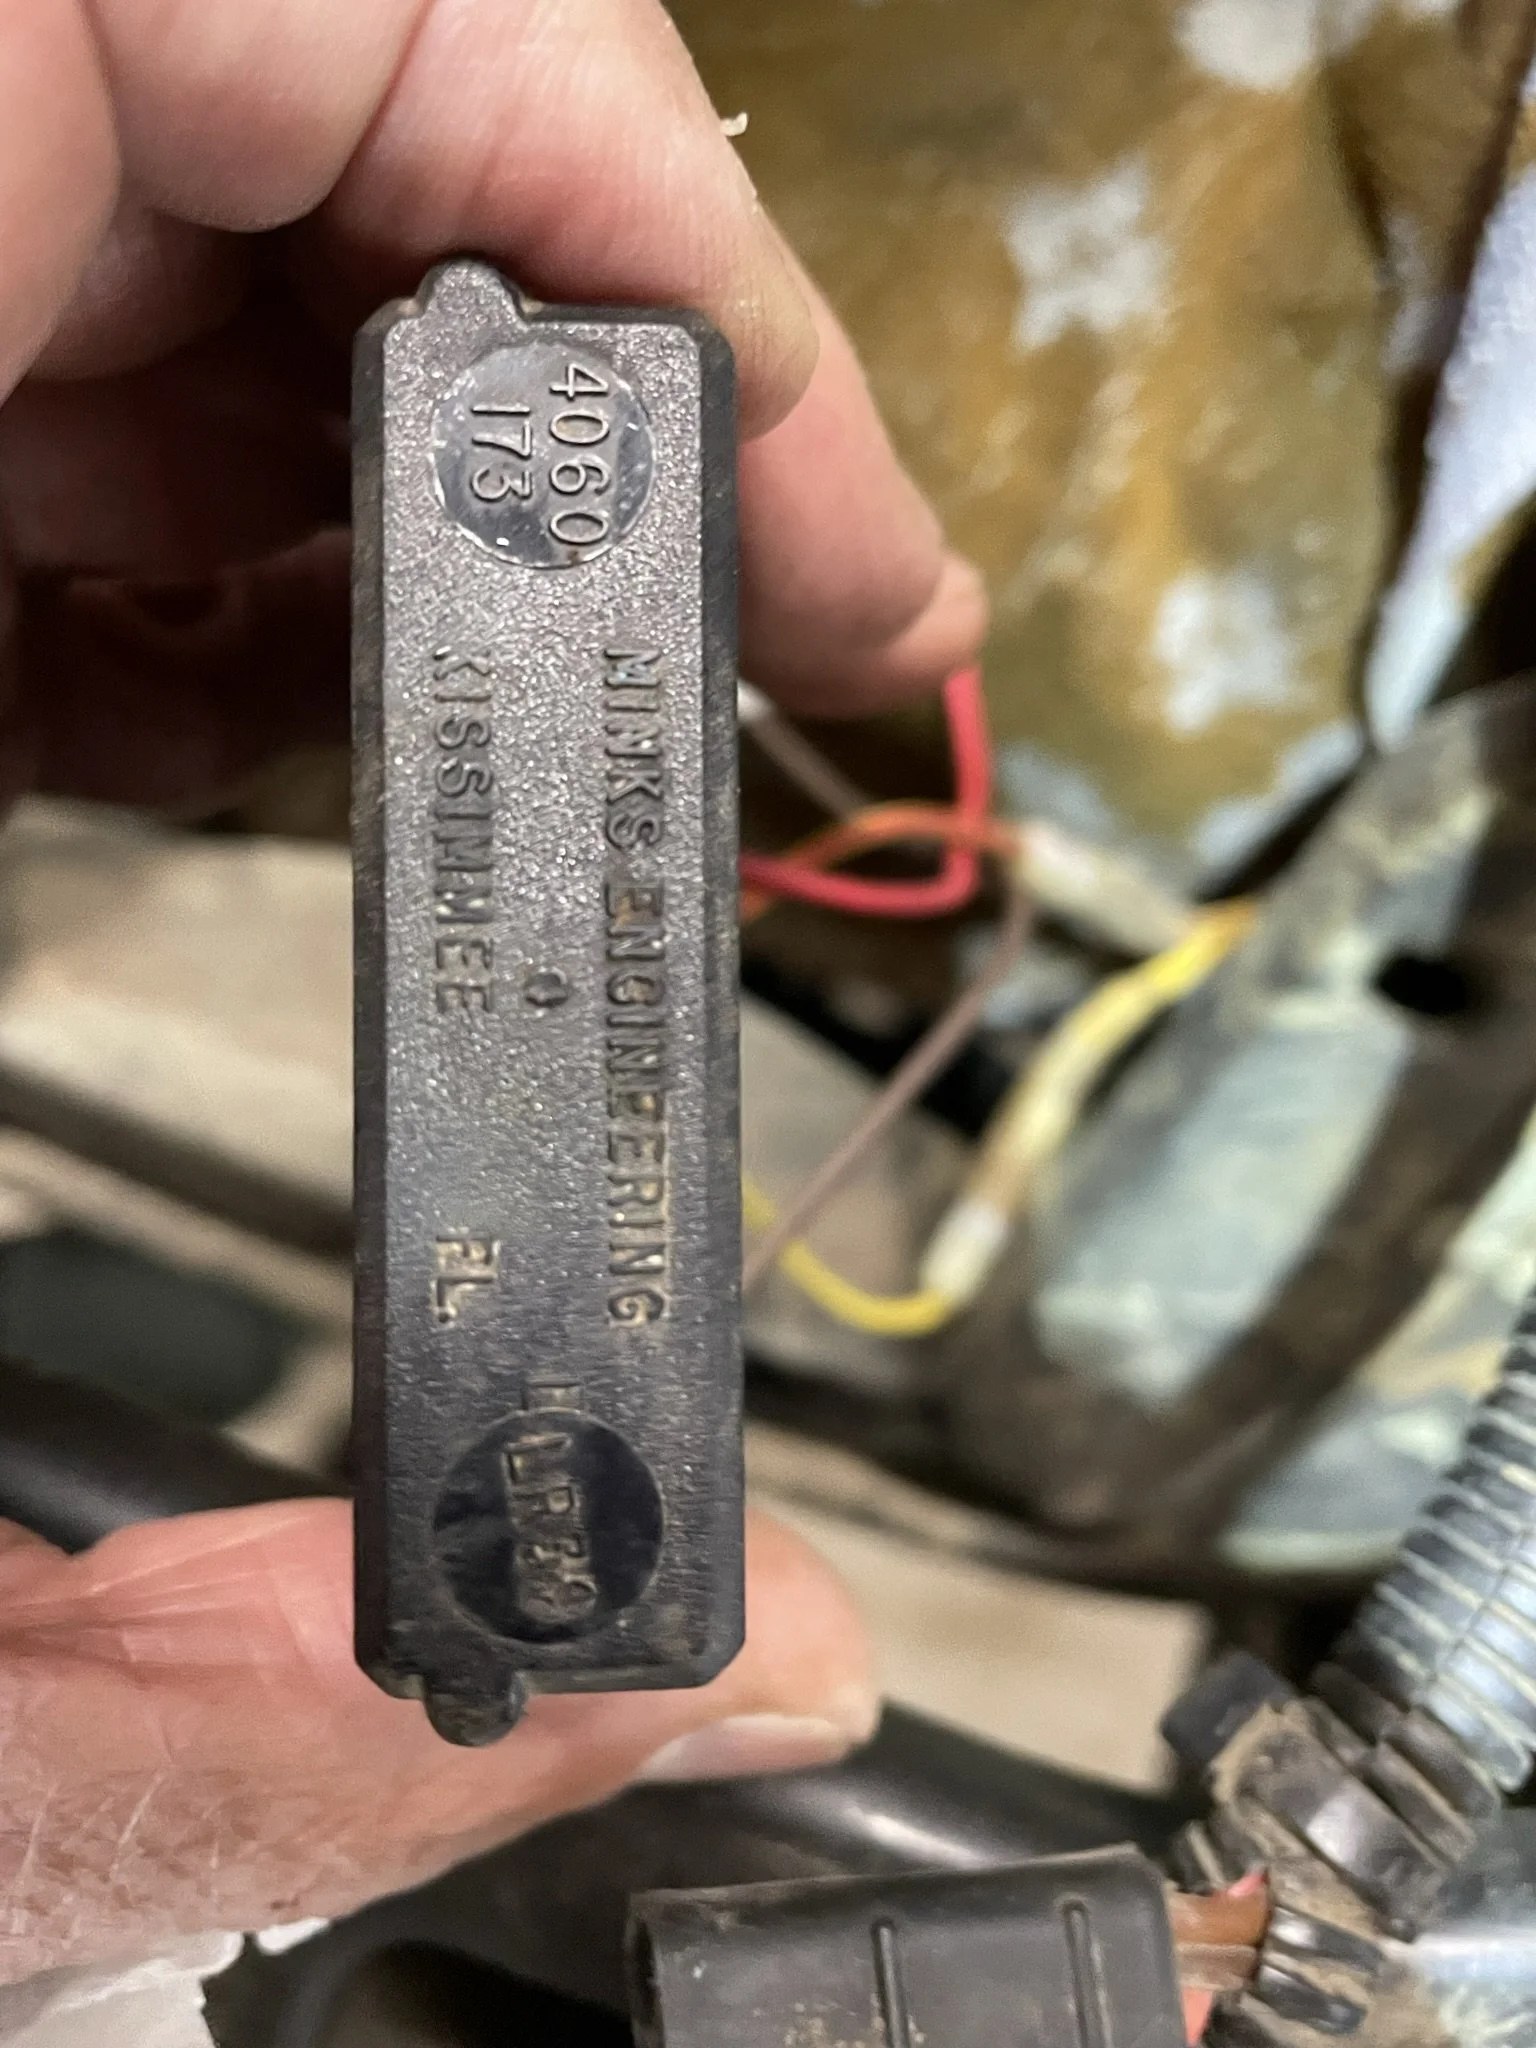 4060
173
MINKS ENGINEERING
KISSIMMEE FL